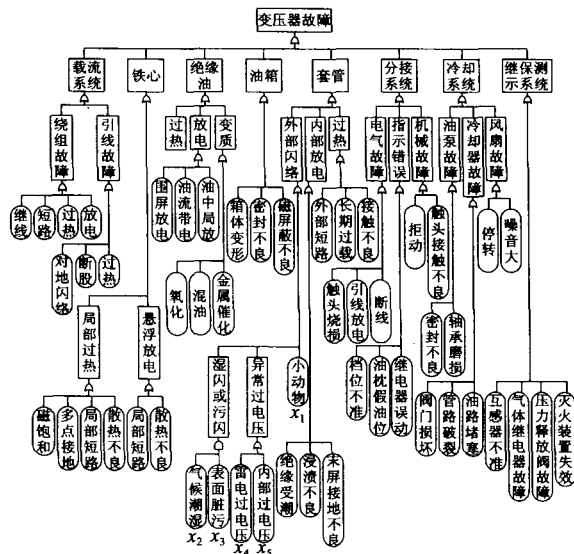 变压器故障
载流系统
铁心
绝缘油
油箱
套管
分接系统
冷却系统
继保测示系统
绕组故障
引线故障
过热
放电
变质
外部闪络
内部放电
过热
电气故障
指示错误
机械故障
油泵故障
冷却器故障
风扇故障
继线
短路
过热
放电
围屏放电
油流带电
油中局放
箱体变形
密封不良
磁屏蔽不良
外部短路
长期过载
接触不良
拒动
触头接触不良
停转
噪音大
对地闪络
断股
过热
氧化
混油
金属催化
触头烧损
引线放电
断线
密封不良
轴承磨损
局部过热
悬浮放电
湿闪或污闪
异常过电压
小动物
x₁
档位不准
油枕假油位
继电器误动
磁饱和
多点接地
局部短路
散热不良
局部短路
散热不良
阀门损坏
管路破裂
油路堵塞
互感器不准
气体继电器故障
压力释放阀故障
灭火装置失效
气候潮湿
表面脏污
雷电过电压
内部过电压
绝缘受潮
浸渍不良
末屏接地不良
x₂
x₃
x₄
x₅